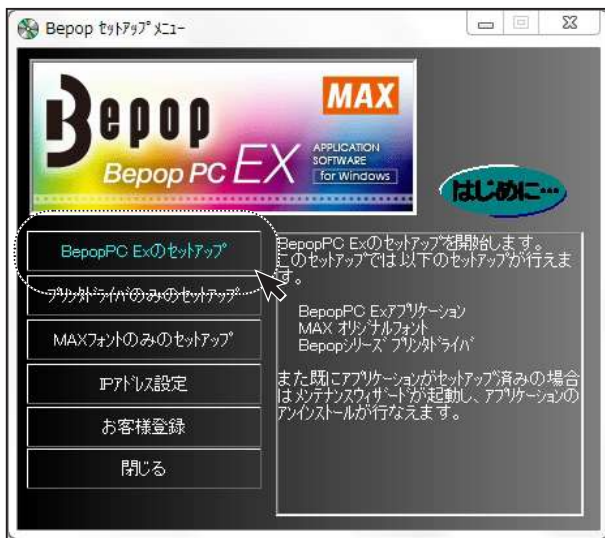 Bepop ｾｯﾄｱｯﾌﾟﾒﾆｭｰ
Bepop
MAX
Bepop PC EX
APPLICATION
SOFTWARE
for Windows
はじめに…
BepopPC Exのｾｯﾄｱｯﾌﾟ
ﾌﾟﾘﾝﾀﾄﾞﾗｲﾊﾞのみのｾｯﾄｱｯﾌﾟ
MAXﾌｫﾝﾄのみのｾｯﾄｱｯﾌﾟ
IPｱﾄﾞﾚｽ設定
お客様登録
閉じる
BepopPC Exのｾｯﾄｱｯﾌﾟを開始します。
このｾｯﾄｱｯﾌﾟでは以下のｾｯﾄｱｯﾌﾟが行えま
す。
BepopPC Exｱﾌﾟﾘｹｰｼｮﾝ
MAX ｵﾘｼﾞﾅﾙﾌｫﾝﾄ
Bepopｼﾘｰｽﾞ ﾌﾟﾘﾝﾀﾄﾞﾗｲﾊﾞ
また既にｱﾌﾟﾘｹｰｼｮﾝがｾｯﾄｱｯﾌﾟ済みの場合
はﾒﾝﾃﾅﾝｽｳｨｻﾞｰﾄﾞが起動し、ｱﾌﾟﾘｹｰｼｮﾝの
ｱﾝｲﾝｽﾄｰﾙが行なえます。